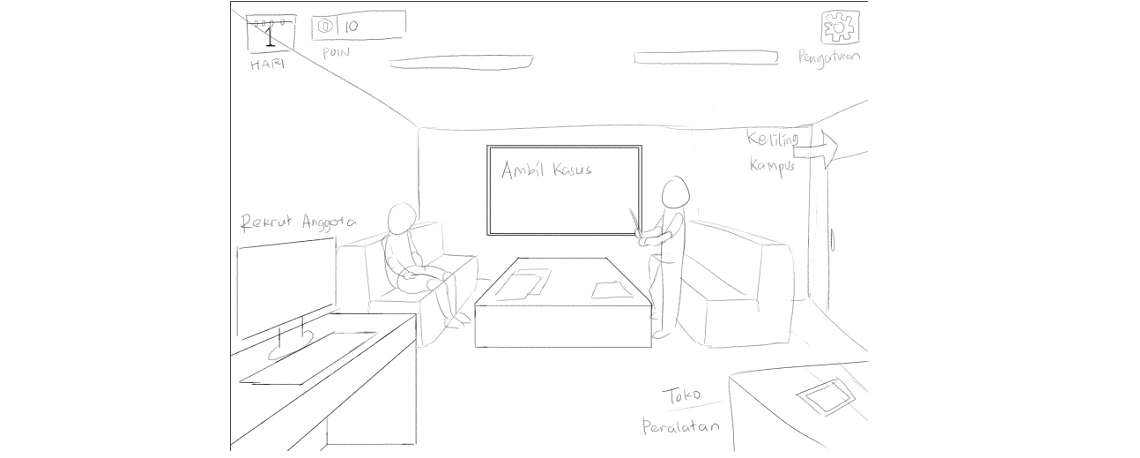 1
HARI
10
POIN
Pengaturan
Keliling
Kampus
Ambil Kasus
Rekrut Anggota
Toko
Peralatan